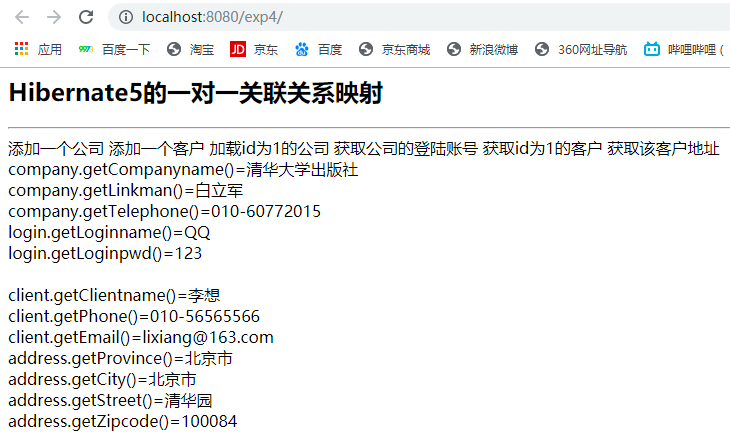 localhost:8080/exp4/
应用 百度一下 淘宝 JD 京东 百度 京东商城 新浪微博 360网址导航 哔哩哔哩 (
Hibernate5的一对一关联关系映射
添加一个公司 添加一个客户 加载id为1的公司 获取公司的登陆账号 获取id为1的客户 获取该客户地址
company.getCompanyname()=清华大学出版社
company.getLinkman()=白立军
company.getTelephone()=010-60772015
login.getLoginname()=QQ
login.getLoginpwd()=123
client.getClientname()=李想
client.getPhone()=010-56565566
client.getEmail()=lixiang@163.com
address.getProvince()=北京市
address.getCity()=北京市
address.getStreet()=清华园
address.getZipcode()=100084